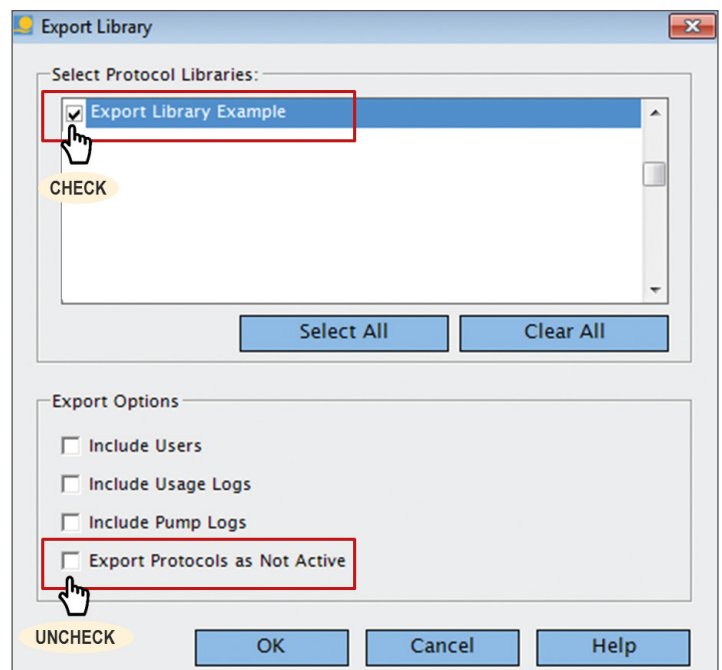 Export Library
Select Protocol Libraries:
Export Library Example
CHECK
Select All
Clear All
Export Options
Include Users
Include Usage Logs
Include Pump Logs
Export Protocols as Not Active
UNCHECK
OK
Cancel
Help